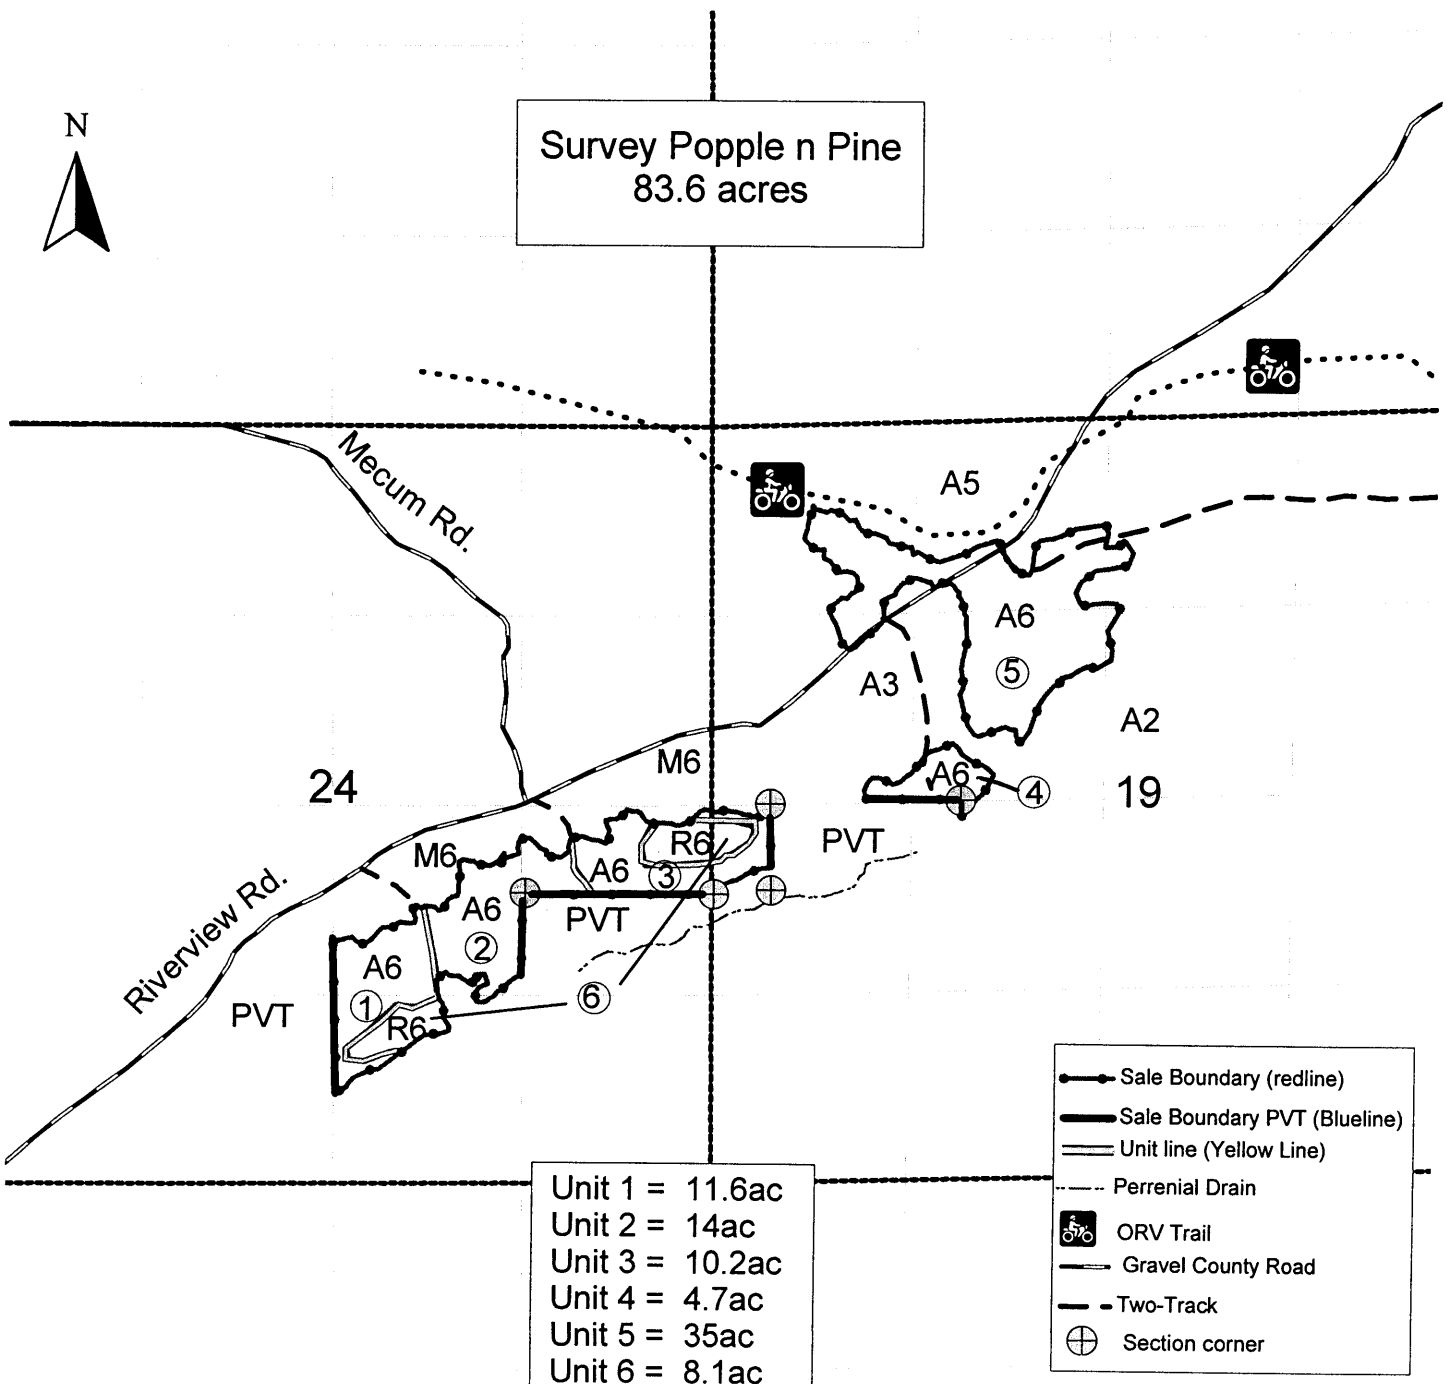 N
Survey Popple n Pine
83.6 acres
Mecum Rd.
A5
A6
5
A3
A2
M6
24
A6
4
19
R6
PVT
M6
A6
3
Riverview Rd.
A6
PVT
2
A6
1
6
PVT
R6
Sale Boundary (redline)
Sale Boundary PVT (Blueline)
Unit line (Yellow Line)
Perrenial Drain
ORV Trail
Gravel County Road
Two-Track
Section corner
Unit 1 = 11.6ac
Unit 2 = 14ac
Unit 3 = 10.2ac
Unit 4 = 4.7ac
Unit 5 = 35ac
Unit 6 = 8.1ac